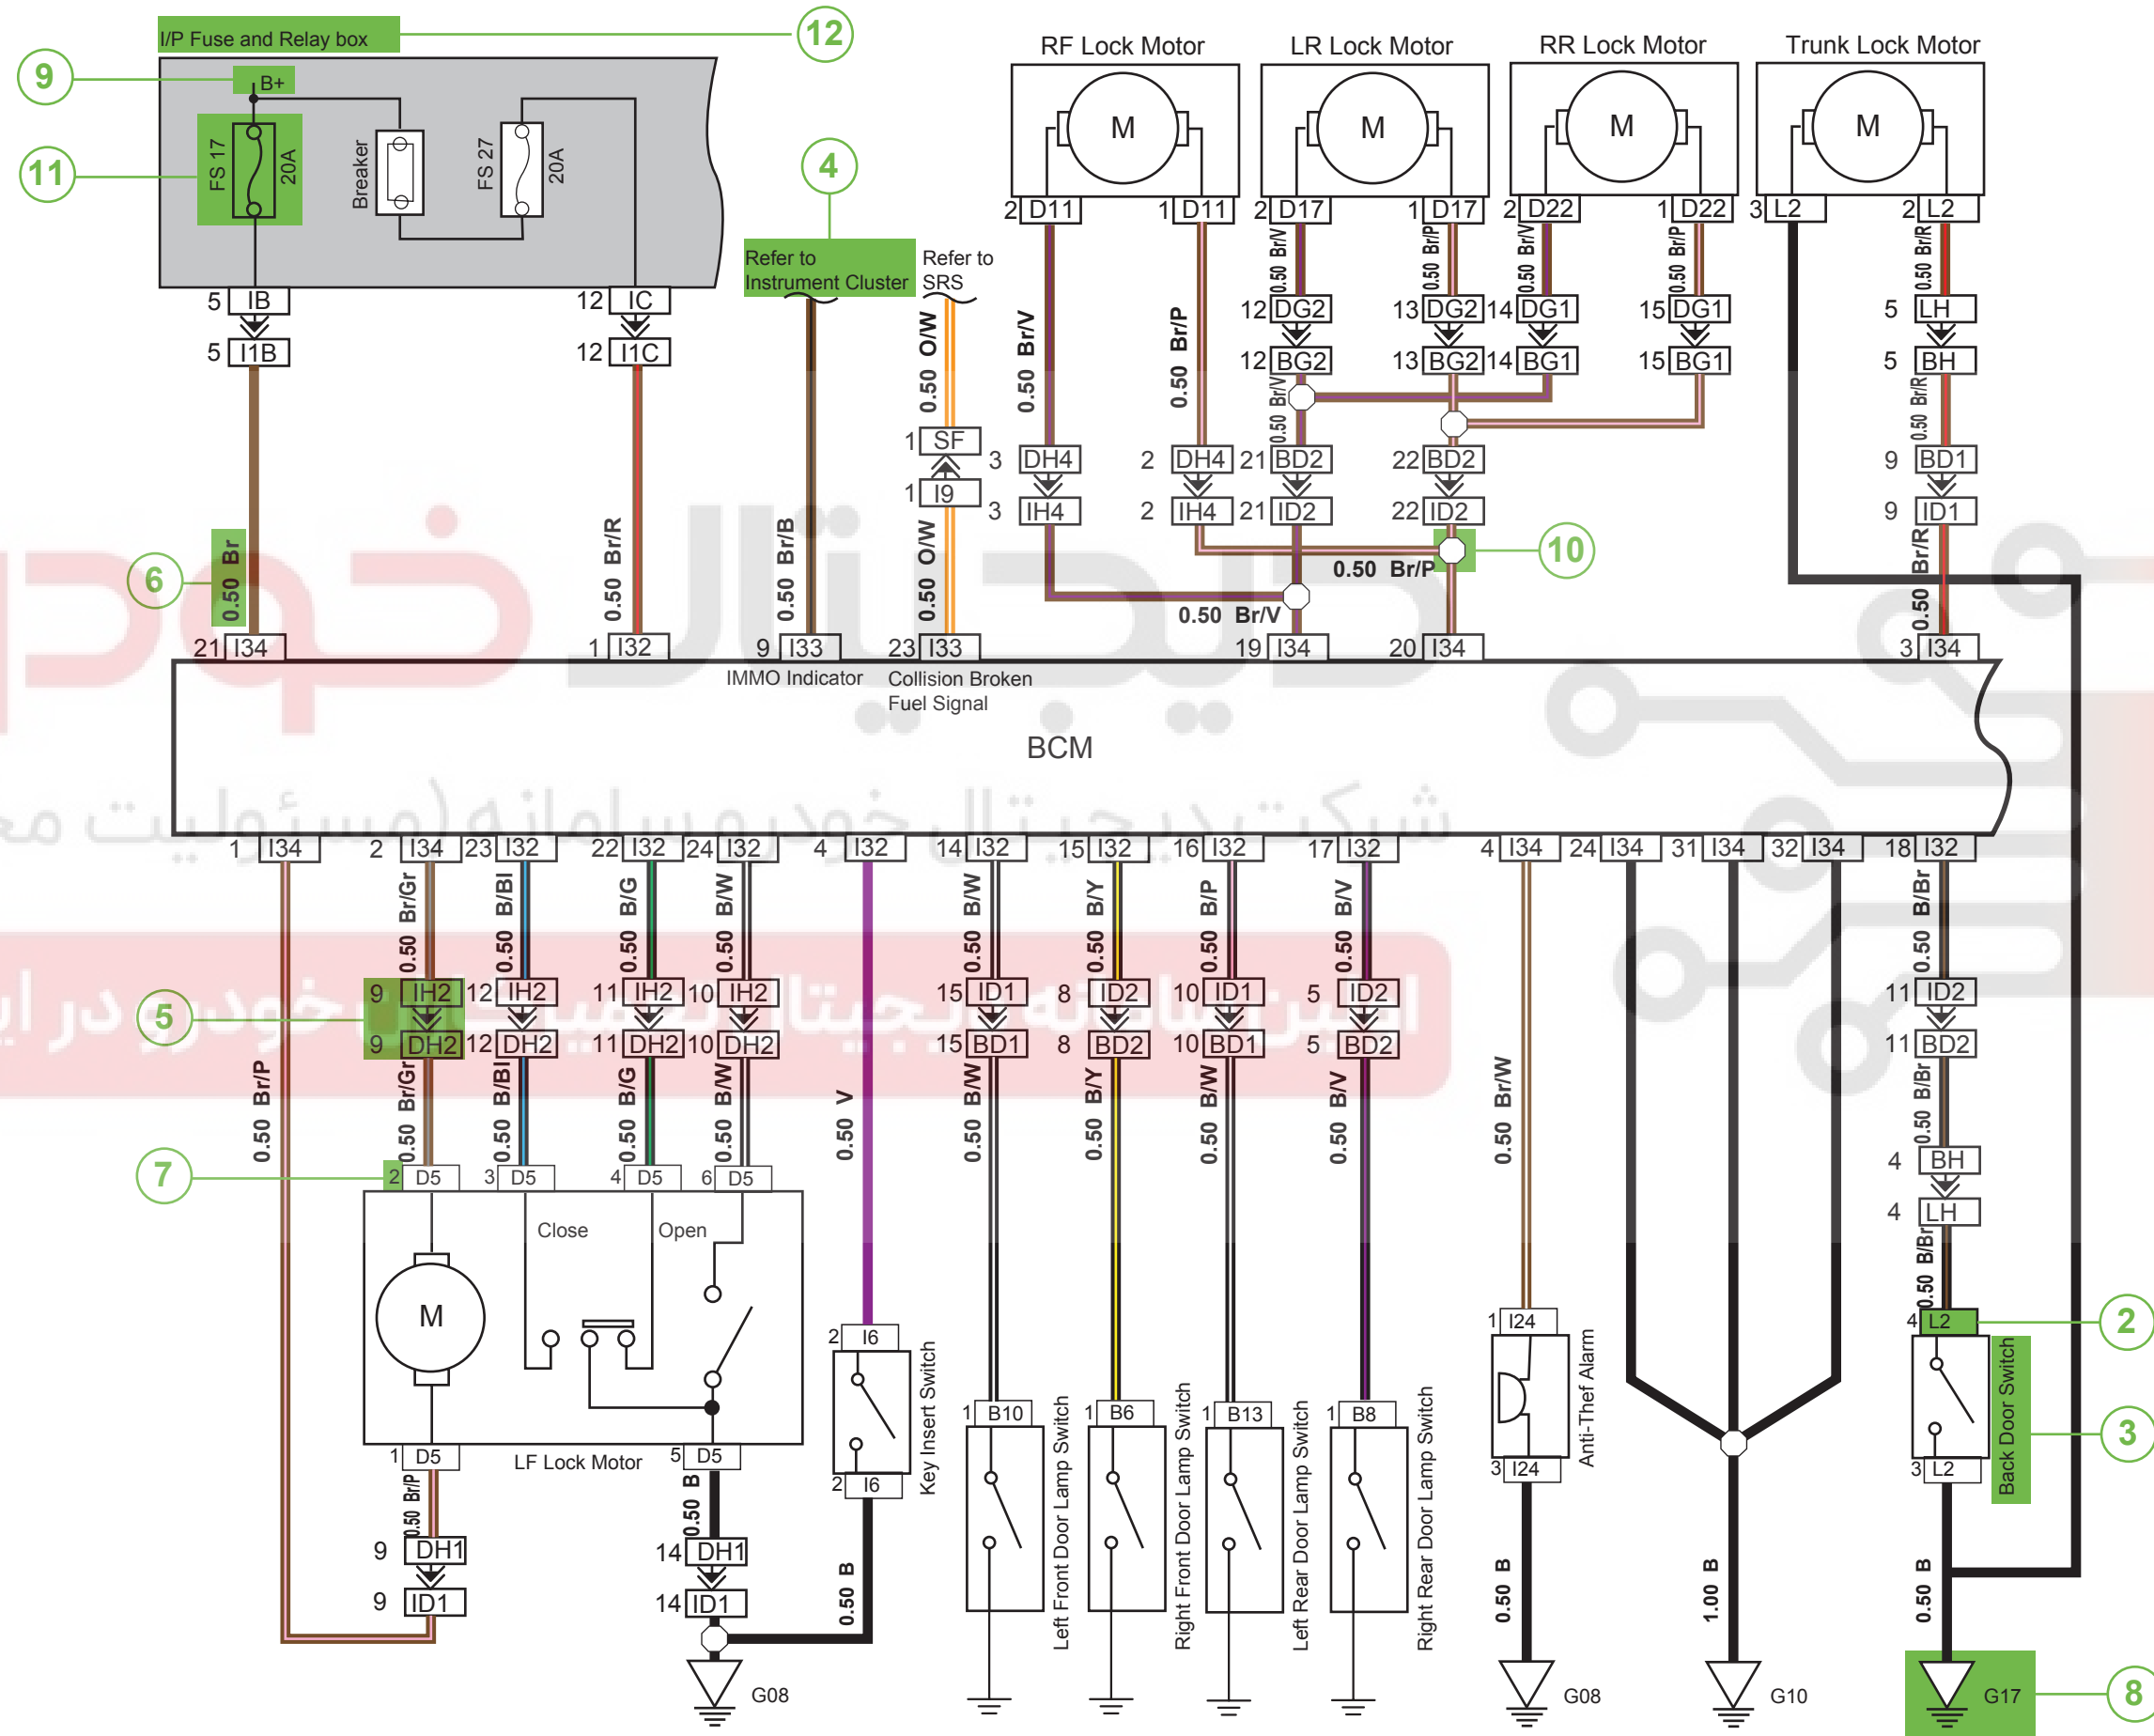 I/P Fuse and Relay box
12
9
B+
11
FS 17
20A
Breaker
FS 27
20A
4
Refer to
Instrument Cluster
Refer to
SRS
RF Lock Motor
LR Lock Motor
RR Lock Motor
Trunk Lock Motor
M
M
M
M
2 D11
1 D11
2 D17
1 D17
2 D22
1 D22
3 L2
2 L2
0.50 Br/V
0.50 Br/P
0.50 Br/V
0.50 Br/P
0.50 Br/R
5 IB
12 IC
12 DG2
13 DG2
14 DG1
15 DG1
5 LH
5 I1B
12 I1C
12 BG2
13 BG2
14 BG1
15 BG1
5 BH
0.50 O/W
0.50 Br/V
0.50 Br/P
0.50 Br/V
0.50 Br/R
1 SF
3 DH4
2 DH4
21 BD2
22 BD2
9 BD1
1 I9
3 IH4
2 IH4
21 ID2
22 ID2
9 ID1
6
0.50 Br
0.50 Br/R
0.50 Br/B
0.50 O/W
0.50 Br/P
10
0.50 Br/V
0.50 Br/R
21 I34
1 I32
9 I33
23 I33
19 I34
20 I34
3 I34
IMMO Indicator
Collision Broken
Fuel Signal
BCM
دیجیتال خودرو
شرکت دیجیتال خودرو سامانه (مسئولیت
اولین سامانه دیجیتال تعمیرکاران خودرو در
1 I34
2 I34
23 I32
22 I32
24 I32
4 I32
14 I32
15 I32
16 I32
17 I32
4 I34
24 I34
31 I34
32 I34
18 I32
0.50 Br/Gr
0.50 B/Bl
0.50 B/G
0.50 B/W
0.50 B/W
0.50 B/Y
0.50 B/P
0.50 B/V
0.50 B/Br
5
9 IH2
12 IH2
11 IH2
10 IH2
15 ID1
8 ID2
10 ID1
5 ID2
11 ID2
9 DH2
12 DH2
11 DH2
10 DH2
15 BD1
8 BD2
10 BD1
5 BD2
11 BD2
0.50 Br/P
0.50 Br/Gr
0.50 B/Bl
0.50 B/G
0.50 B/W
0.50 V
0.50 B/W
0.50 B/Y
0.50 B/W
0.50 B/V
0.50 Br/W
0.50 B/Br
7
2 D5
3 D5
4 D5
6 D5
4 BH
4 LH
Close
Open
0.50 B/Br
M
2 I6
1 I24
4 L2
2
Key Insert Switch
Anti-Thef Alarm
Back Door Switch
3
1 B10
1 B6
1 B13
1 B8
Left Front Door Lamp Switch
Right Front Door Lamp Switch
Left Rear Door Lamp Switch
Right Rear Door Lamp Switch
1 D5
LF Lock Motor
5 D5
2 I6
3 I24
3 L2
0.50 Br/P
0.50 B
9 DH1
14 DH1
0.50 B
0.50 B
1.00 B
0.50 B
9 ID1
14 ID1
G08
G08
G10
G17
8